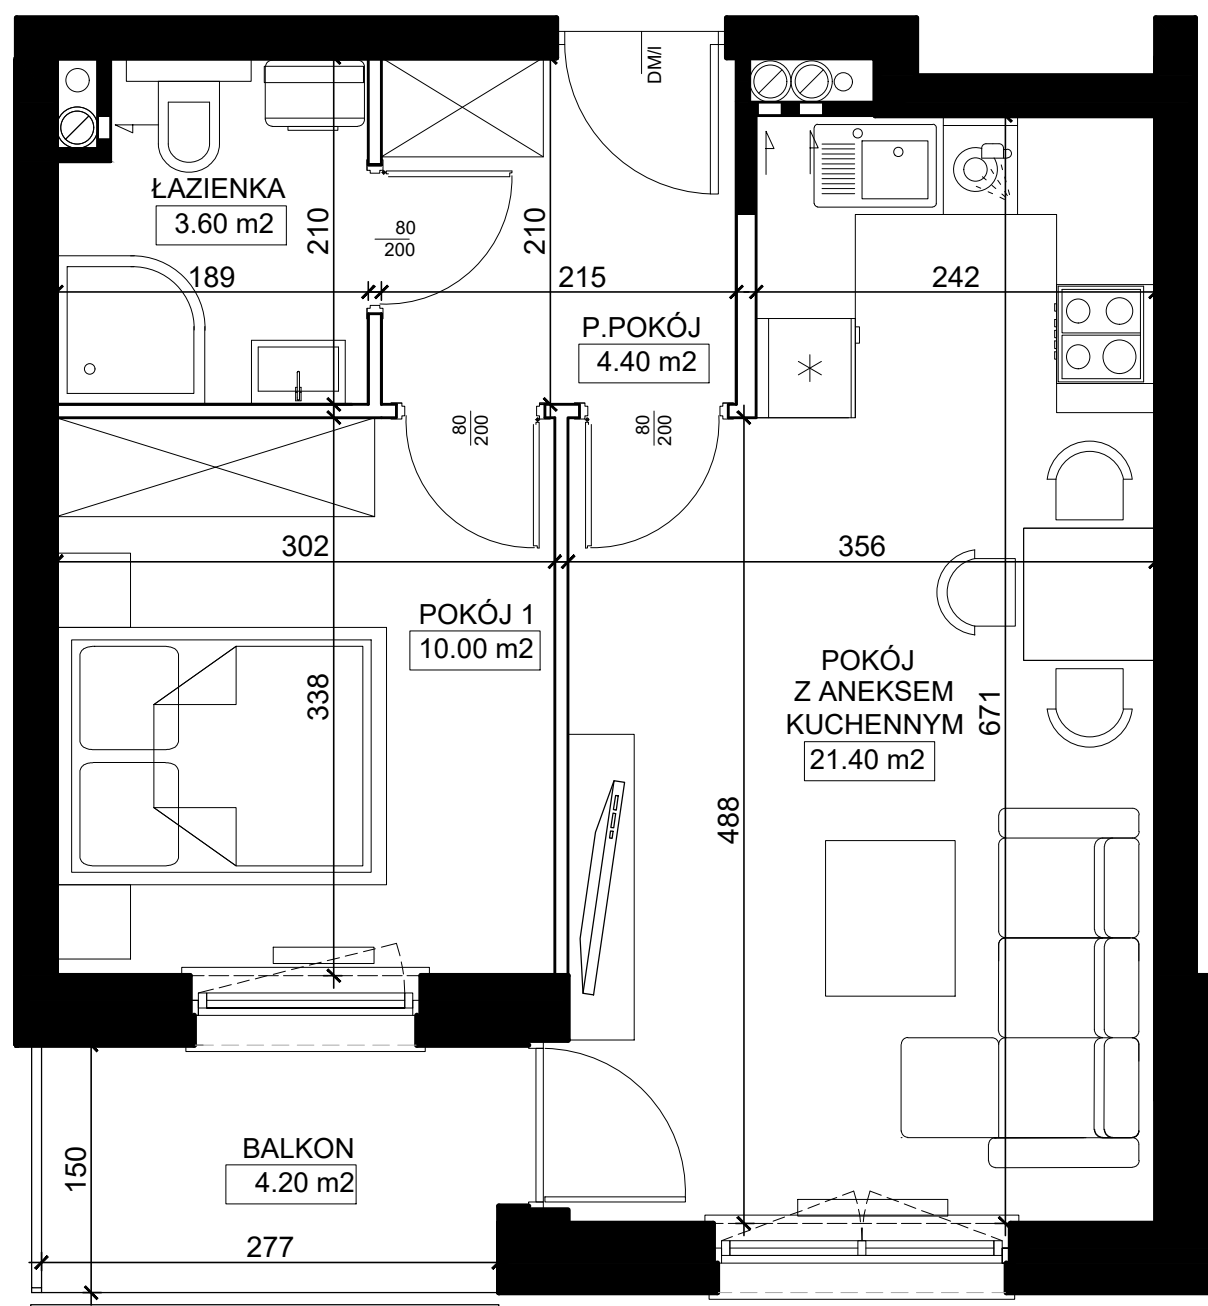 DM/I
ŁAZIENKA
3.60 m2
210
210
80
200
189
215
242
P.POKÓJ
4.40 m2
80
200
80
200
302
356
POKÓJ 1
10.00 m2
338
POKÓJ
Z ANEKSEM
KUCHENNYM
21.40 m2
671
488
BALKON
4.20 m2
150
277